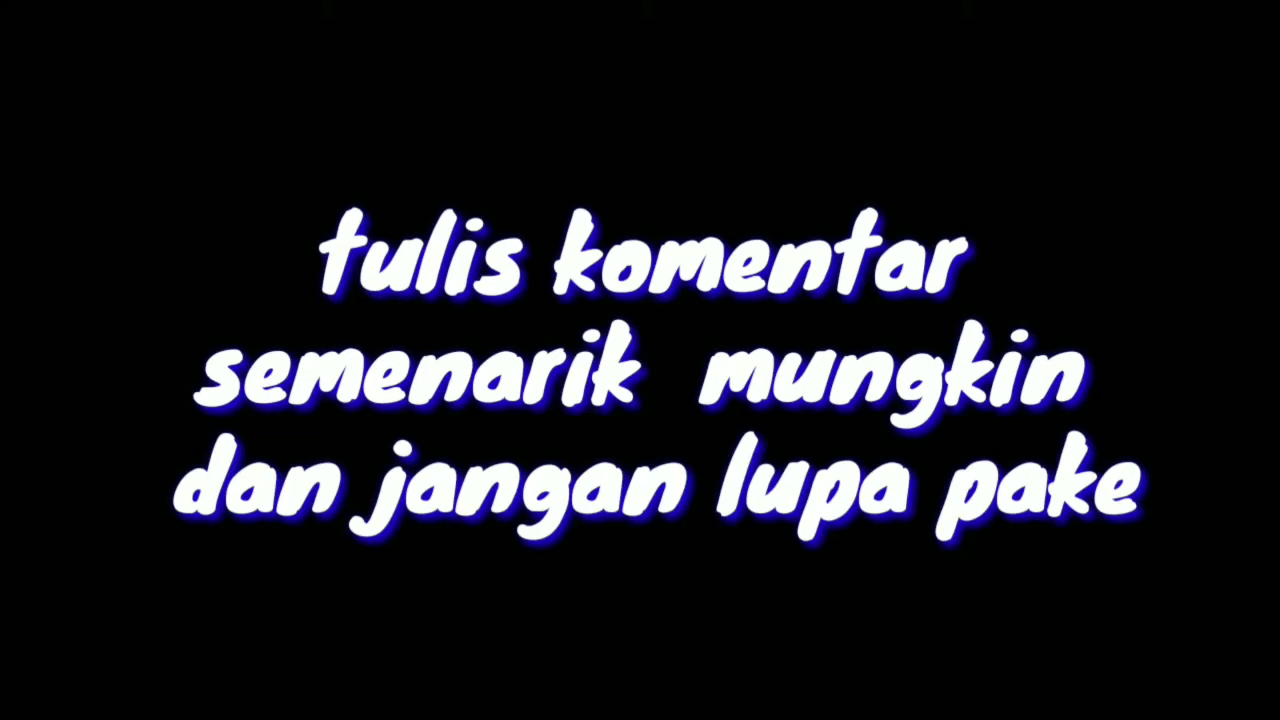 tulis komentar
semenarik mungkin
dan jangan lupa pake